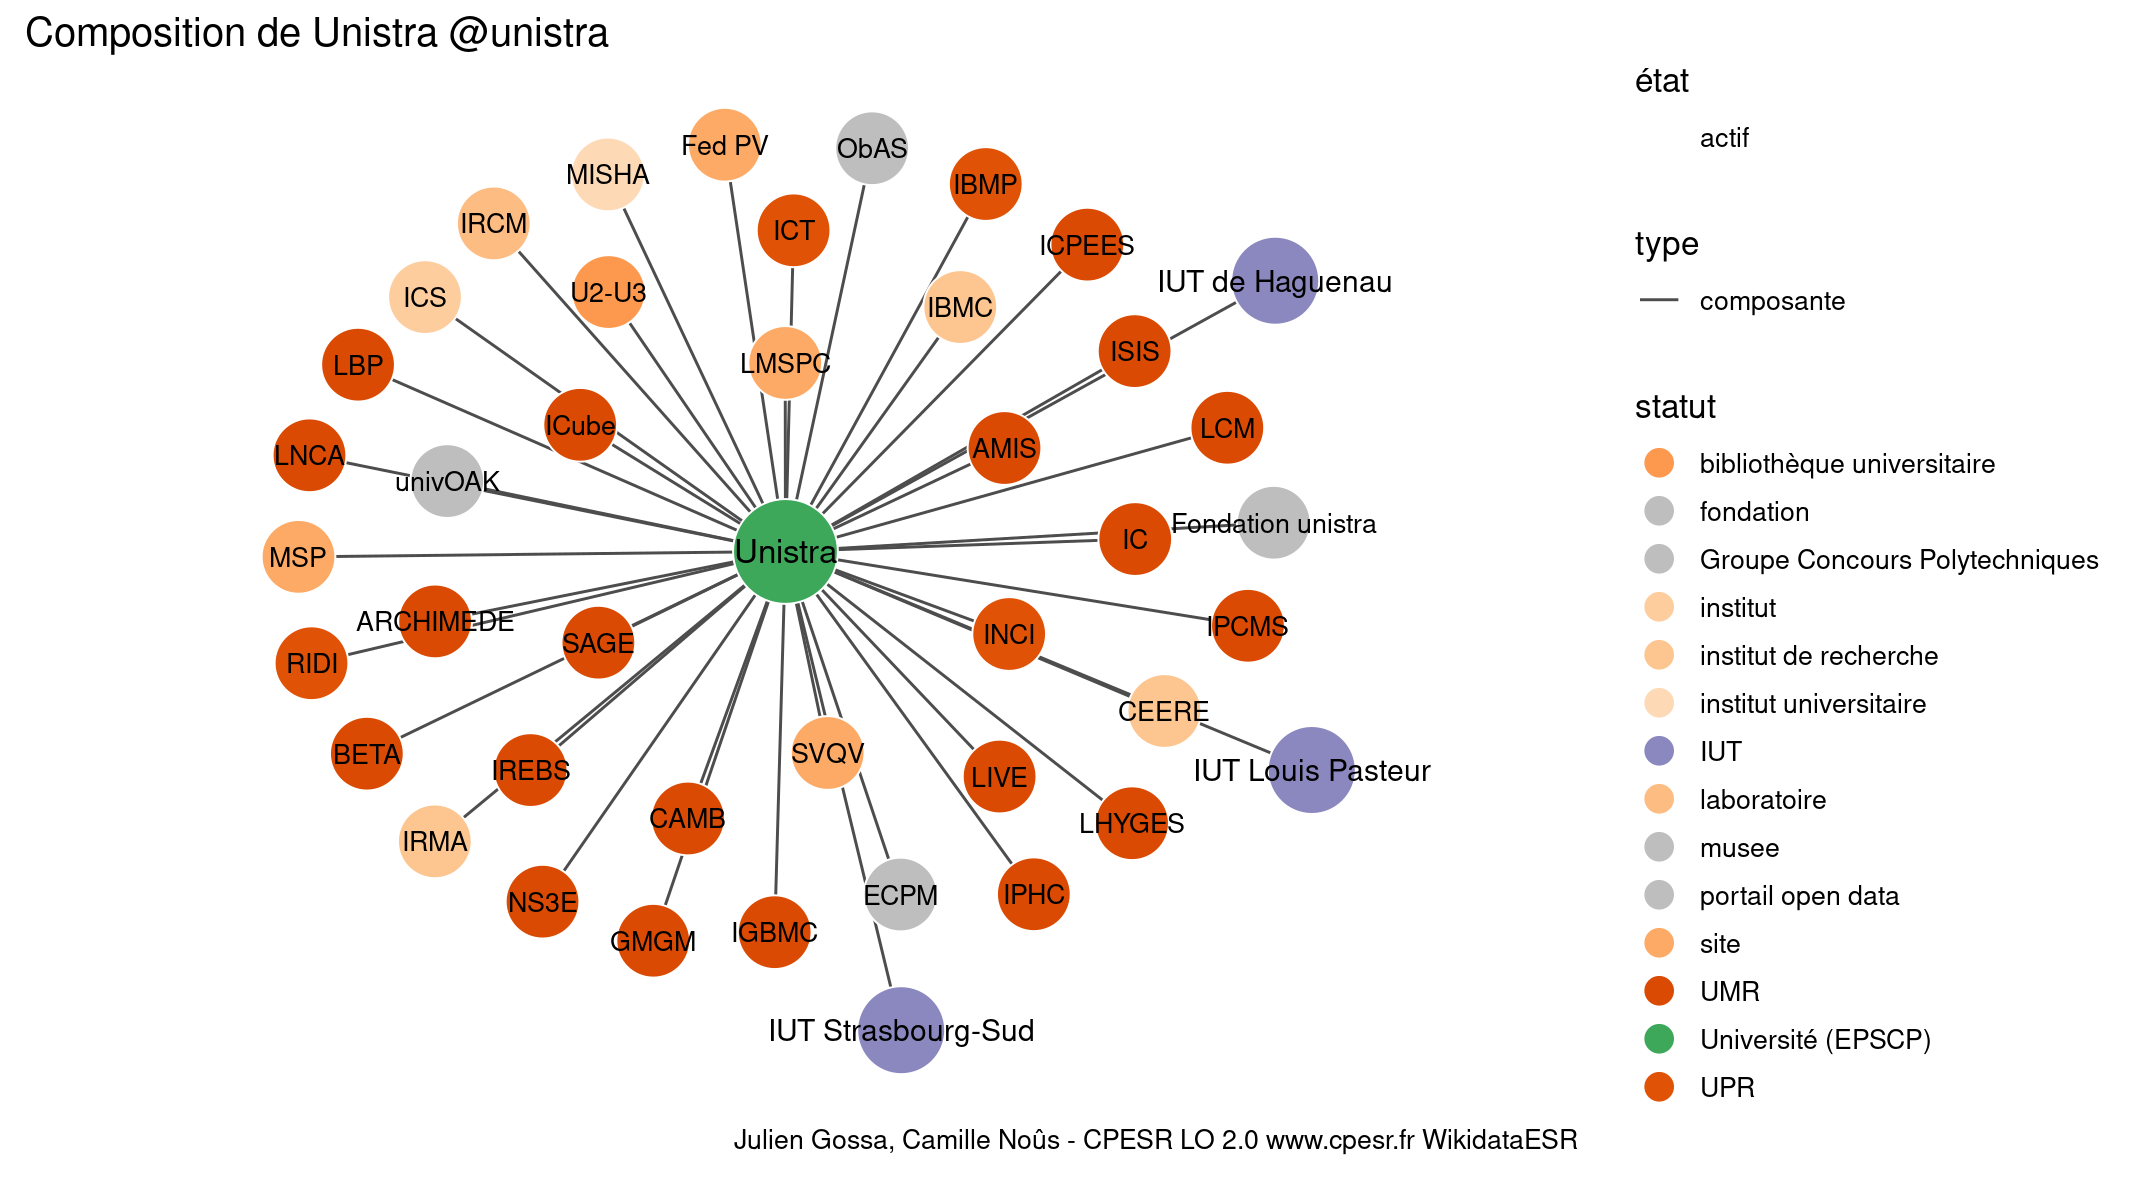 Composition de Unistra @unistra
Fed PV
ObAS
MISHA
IBMP
IRCM
ICT
ICPEES
IUT de Haguenau
U2-U3
ICS
IBMC
ISIS
LBP
LMSPC
ICube
LCM
AMIS
LNCA
univOAK
Fondation unistra
IC
Unistra
MSP
ARCHIMEDE
IPCMS
INCI
SAGE
RIDI
CEERE
BETA
SVQV
IREBS
IUT Louis Pasteur
LIVE
CAMB
LHYGES
IRMA
ECPM
IPHC
NS3E
IGBMC
GMGM
IUT Strasbourg-Sud
état
actif
type
composante
statut
bibliothèque universitaire
fondation
Groupe Concours Polytechniques
institut
institut de recherche
institut universitaire
IUT
laboratoire
musee
portail open data
site
UMR
Université (EPSCP)
UPR
Julien Gossa, Camille Noûs - CPESR LO 2.0 www.cpesr.fr WikidataESR